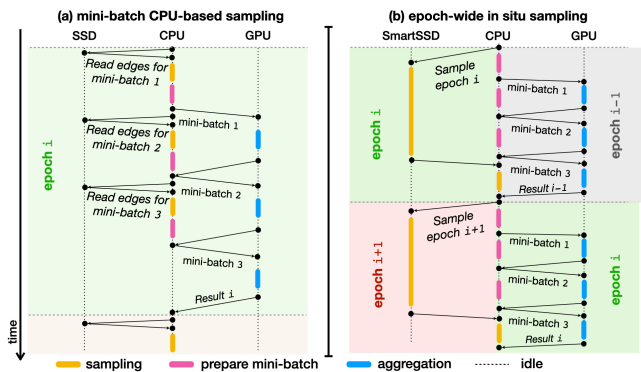 (a) mini-batch CPU-based sampling
SSD CPU GPU
Read edges for
mini-batch 1
mini-batch 1
Read edges for
mini-batch 2
mini-batch 2
Read edges for
mini-batch 3
mini-batch 3
Result i
epoch i
time
(b) epoch-wide in situ sampling
SmartSSD CPU GPU
Sample
epoch i
mini-batch 1
mini-batch 2
mini-batch 3
Result i-1
epoch i
epoch i-1
Sample
epoch i+1
mini-batch 1
mini-batch 2
mini-batch 3
Result i
epoch i+1
epoch i
sampling prepare mini-batch aggregation idle